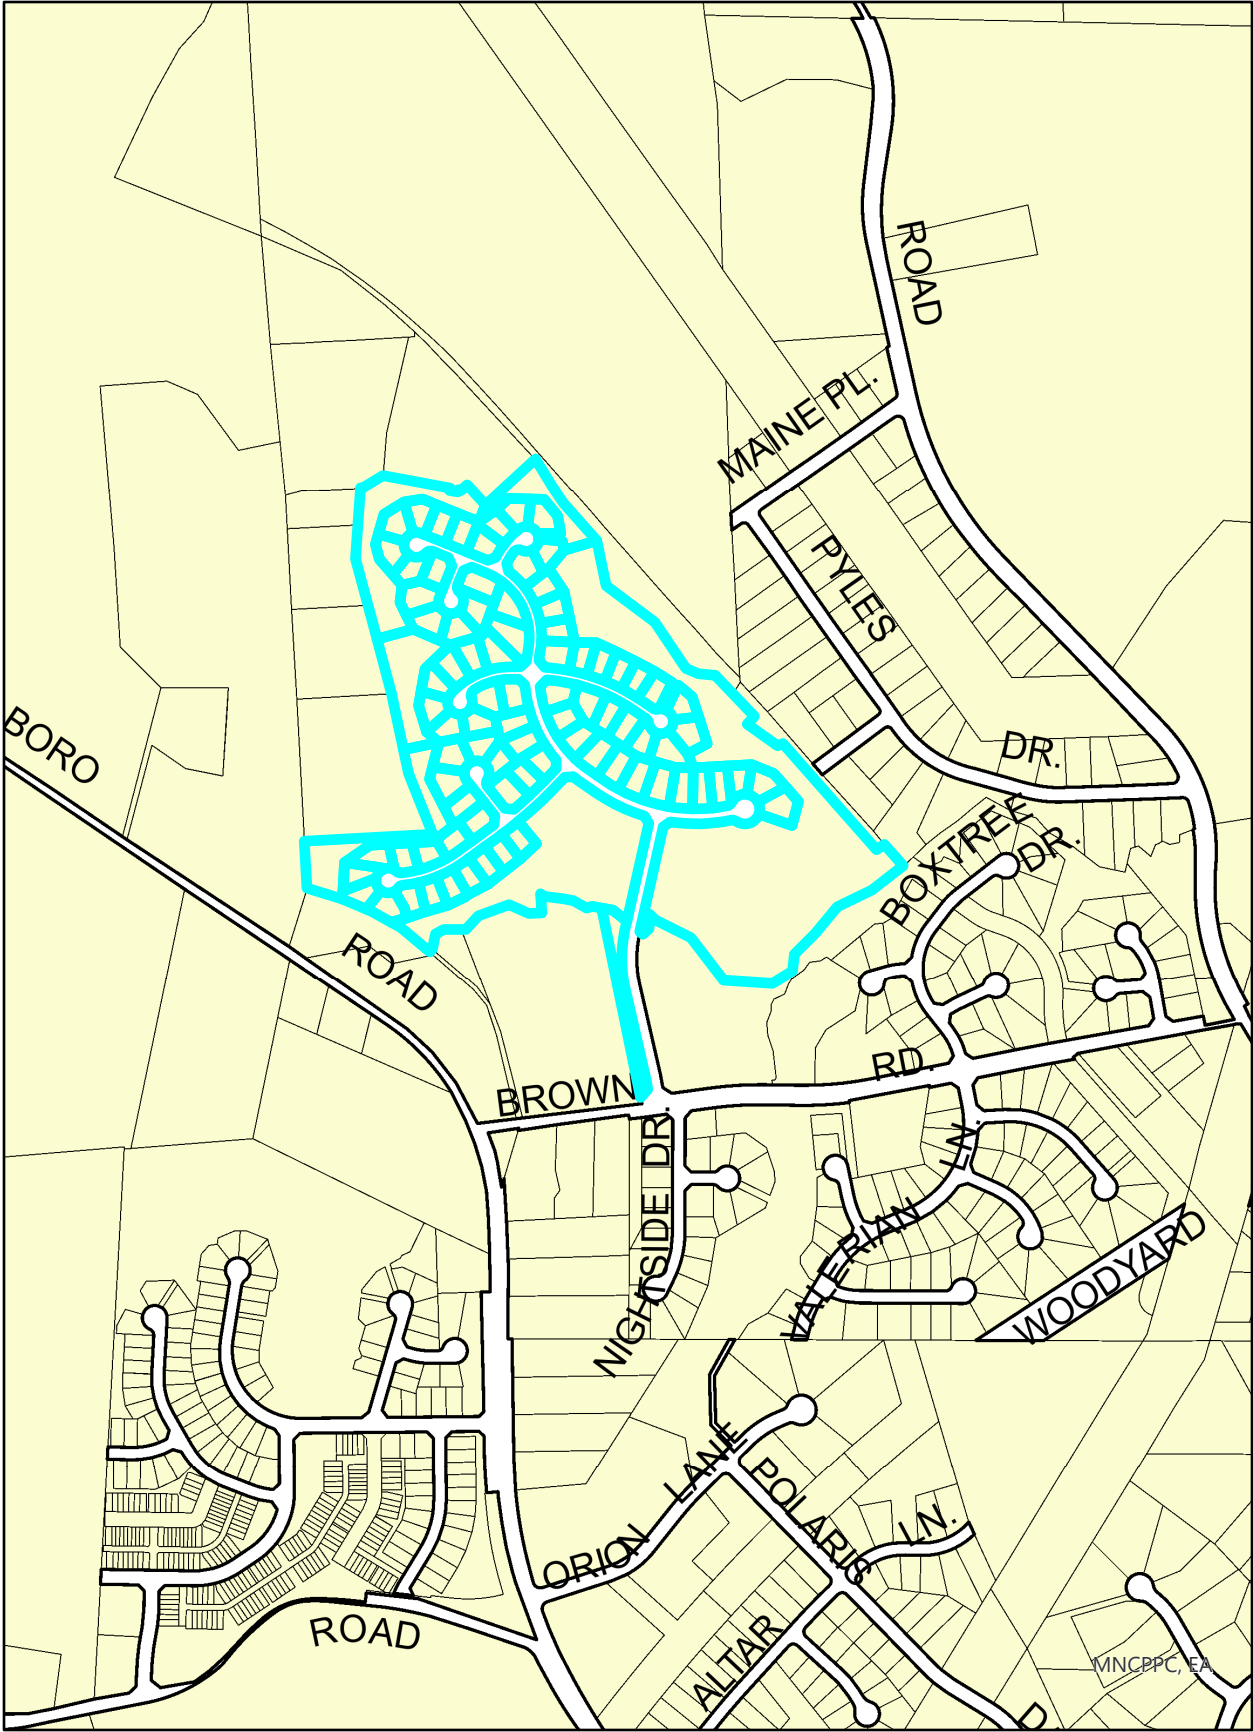 ROAD
MAINE PL.
PYLES
DR.
BORO
BOXTREE
DR.
ROAD
RD.
BROWN
NIGHTSIDE DR.
LN.
VALERIAN
WOODYARD
ORION LANE
POLARIS
LN.
ROAD
ALTAR
MNCPPC, EA
D